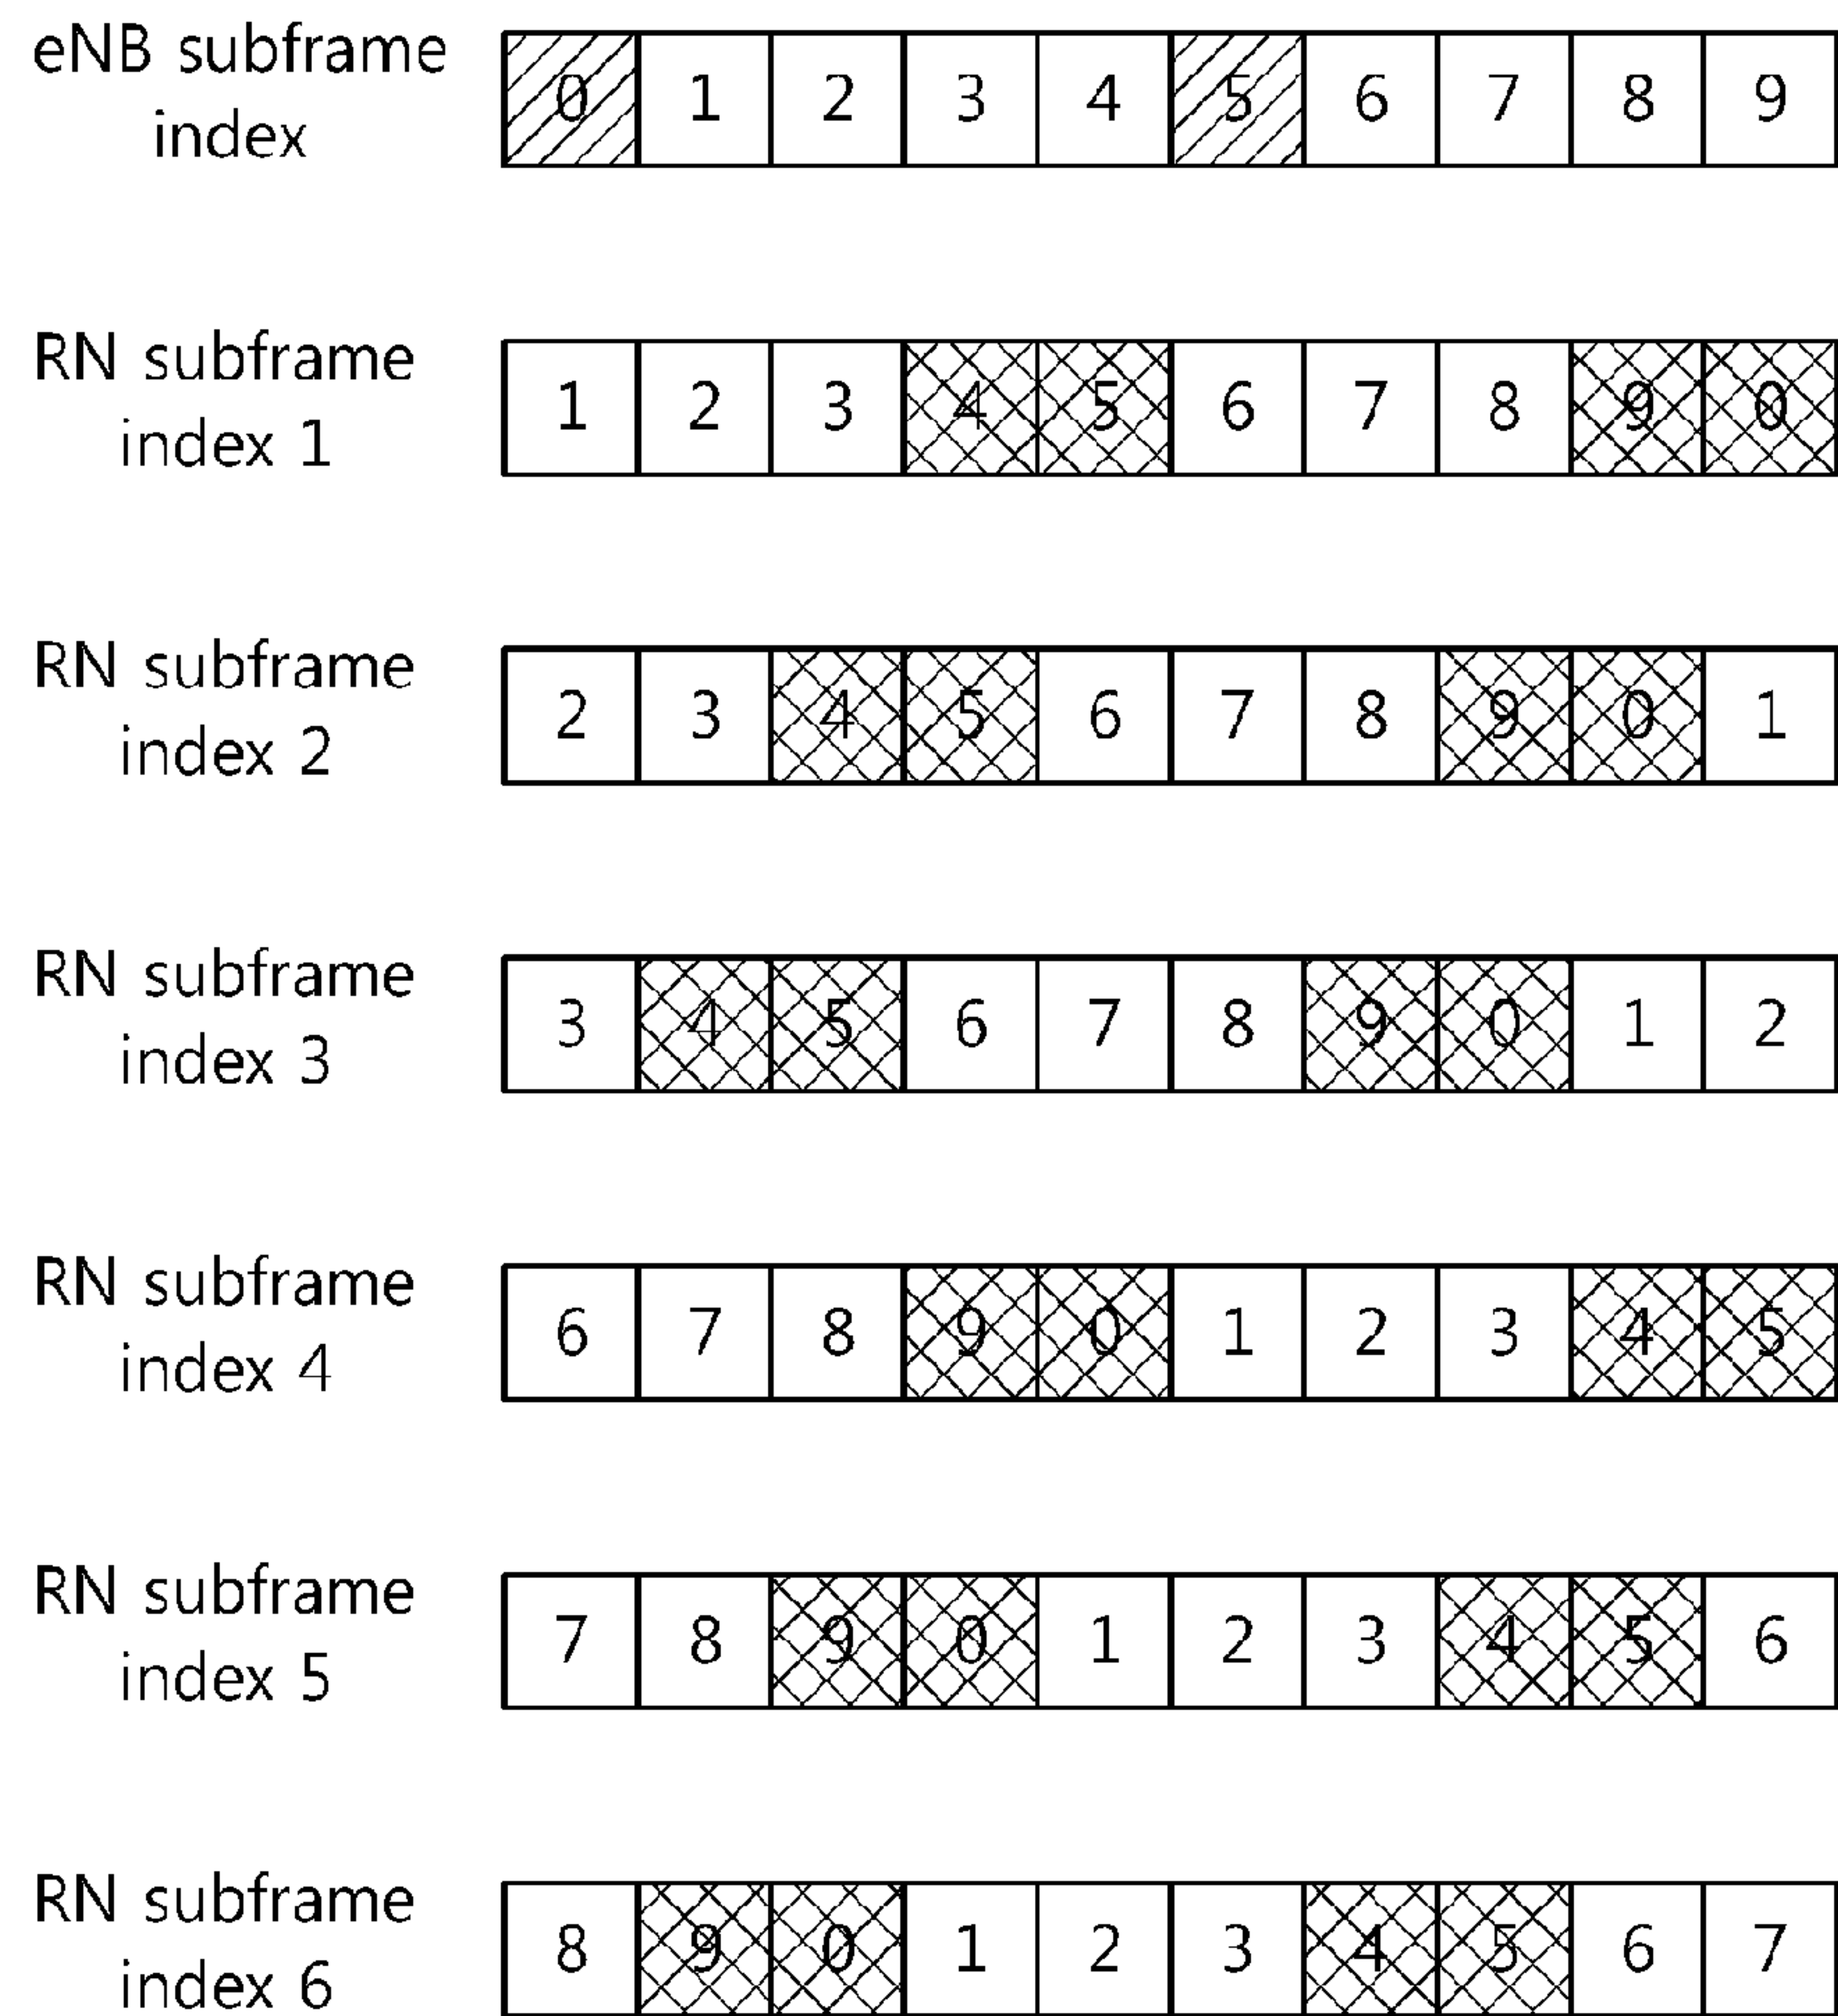 eNB subframe
index
0 1 2 3 4 5 6 7 8 9
RN subframe
index 1
1 2 3 4 5 6 7 8 9 0
RN subframe
index 2
2 3 4 5 6 7 8 9 0 1
RN subframe
index 3
3 4 5 6 7 8 9 0 1 2
RN subframe
index 4
6 7 8 9 0 1 2 3 4 5
RN subframe
index 5
7 8 9 0 1 2 3 4 5 6
RN subframe
index 6
8 9 0 1 2 3 4 5 6 7